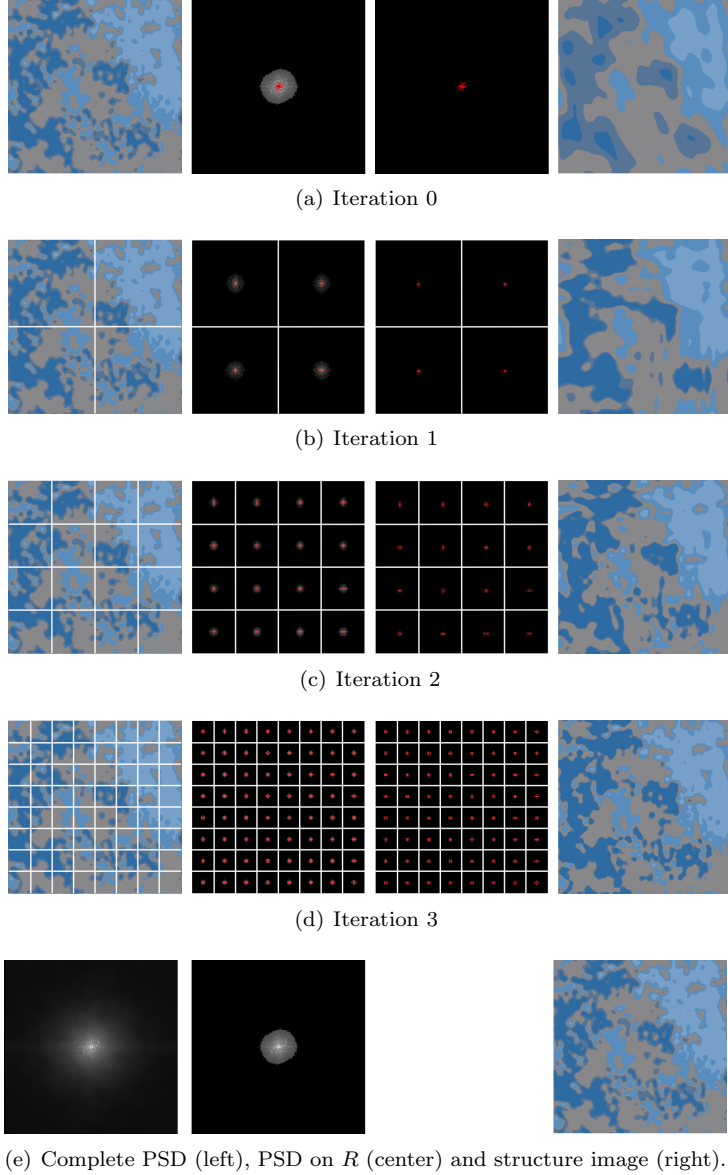 (a) Iteration 0
(b) Iteration 1
(c) Iteration 2
(d) Iteration 3
(e) Complete PSD (left), PSD on R (center) and structure image (right)